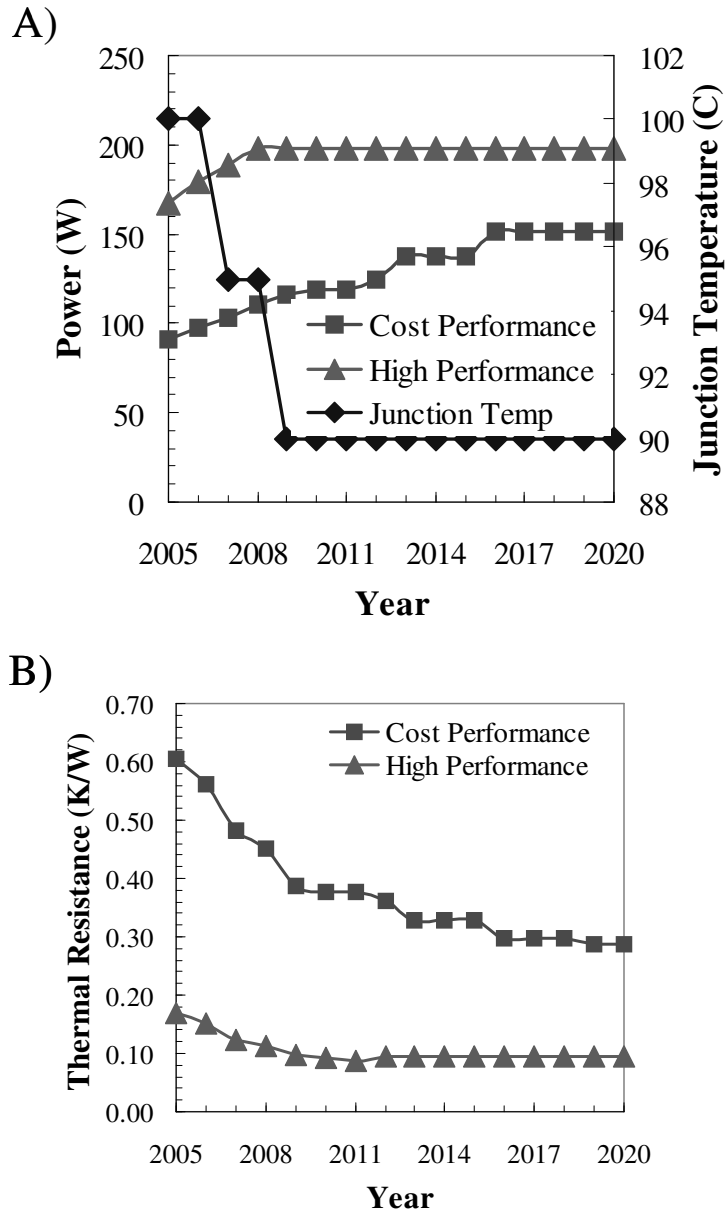 A)
250
200
150
100
50
0
Power (W)
102
100
98
96
94
92
90
88
Junction Temperature (C)
Cost Performance
High Performance
Junction Temp
2005 2008 2011 2014 2017 2020
Year
B)
0.70
0.60
0.50
0.40
0.30
0.20
0.10
0.00
Thermal Resistance (K/W)
Cost Performance
High Performance
2005 2008 2011 2014 2017 2020
Year